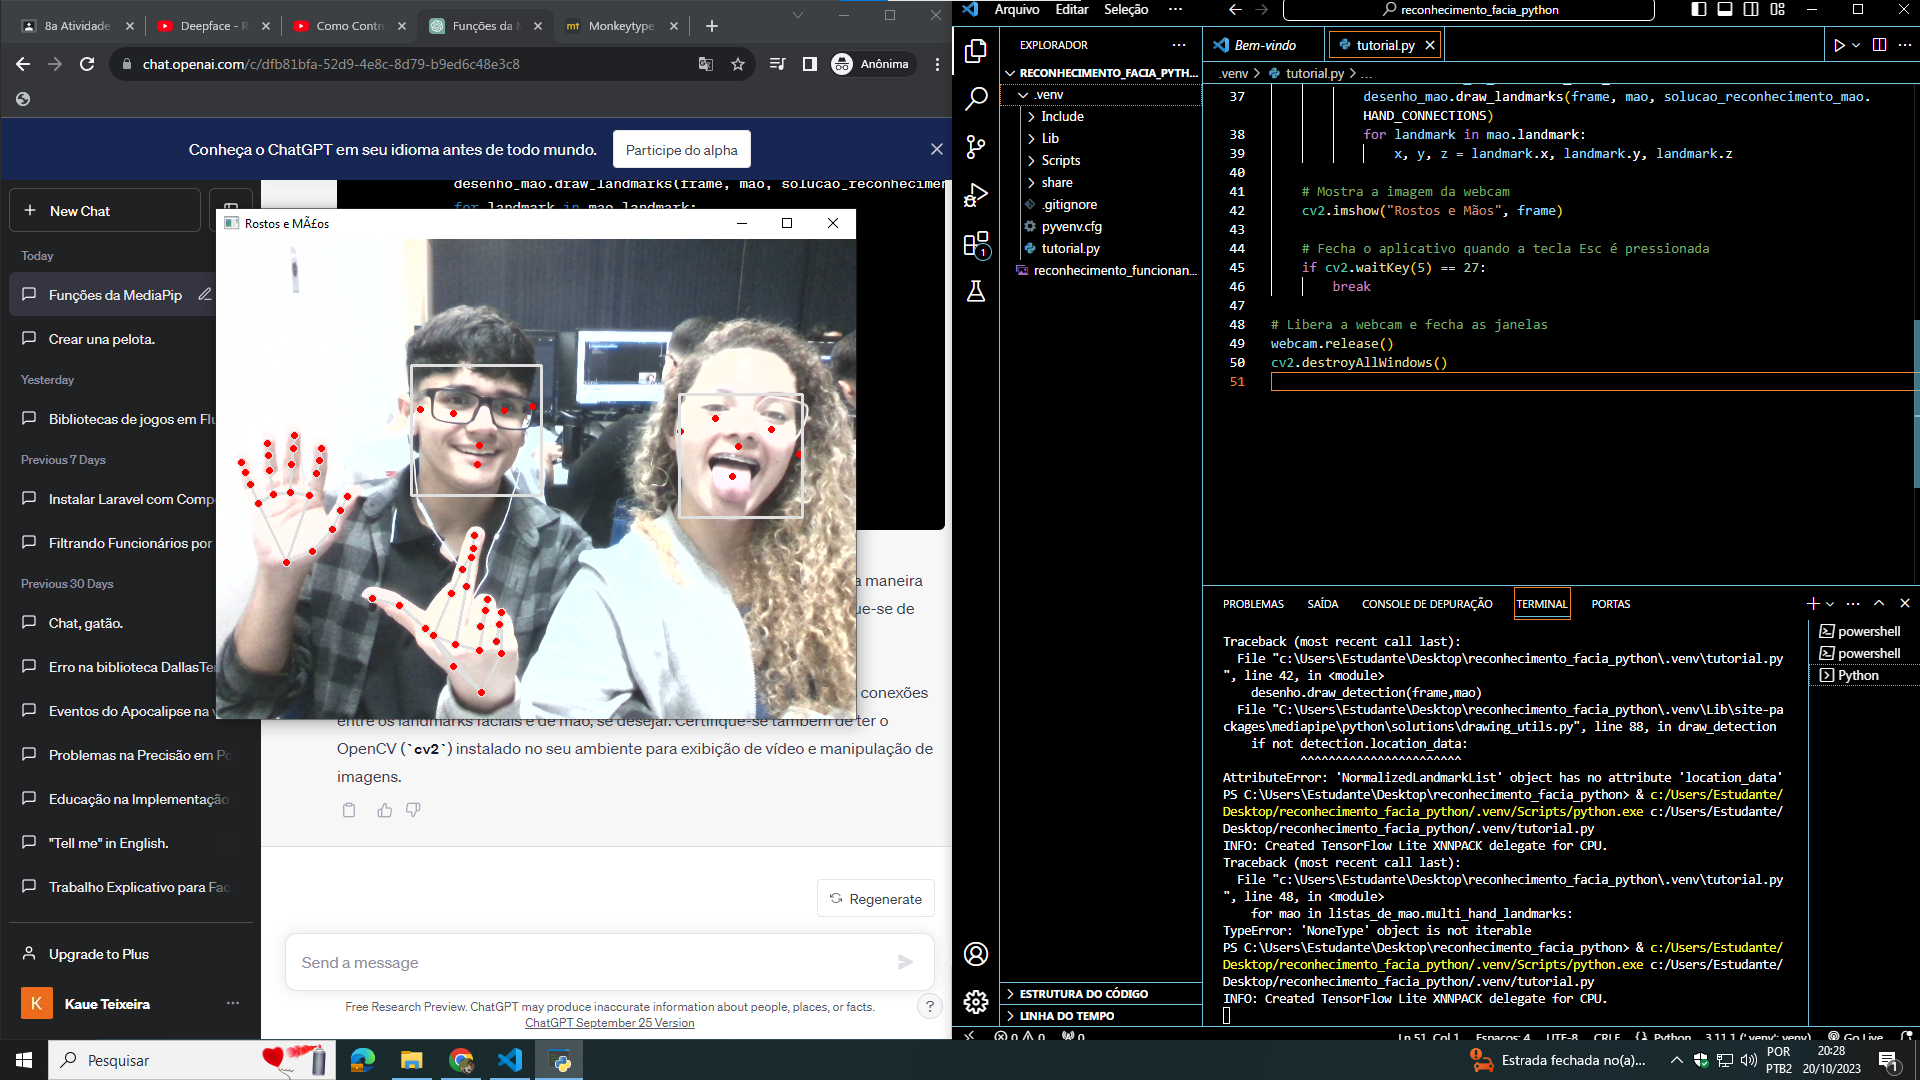 8a Atividade
Deepface - R
Como Contr
Funções da M
Monkeytype
chat.openai.com/c/dfb81bfa-52d9-4e8c-8d79-b9ed6c48e3c8
Anônima
Conheça o ChatGPT em seu idioma antes de todo mundo.
Participe do alpha
New Chat
Today
Funções da MediaPip
Crear una pelota.
Yesterday
Bibliotecas de jogos em Flu
Previous 7 Days
Instalar Laravel com Comp
Filtrando Funcionários por
Previous 30 Days
Chat, gatão.
Erro na biblioteca DallasTe
Eventos do Apocalipse na v
Problemas na Precisão em Po
Educação na Implementação
"Tell me" in English.
Trabalho Explicativo para Fac
Upgrade to Plus
K
Kaue Teixeira
desenho_mao.draw_landmarks(frame, mao, solucao_reconhecimen
for landmark in mao.landmark:
Rostos e MÃ£os
a maneira
ue-se de
conexões
entre os landmarks faciais e de mão, se desejar. Certifique-se também de ter o
OpenCV (`cv2`) instalado no seu ambiente para exibição de vídeo e manipulação de
imagens.
Regenerate
Send a message
Free Research Preview. ChatGPT may produce inaccurate information about people, places, or facts.
ChatGPT September 25 Version
?
Arquivo Editar Seleção ...
reconhecimento_facia_python
EXPLORADOR
RECONHECIMENTO_FACIA_PYTH...
.venv
Include
Lib
Scripts
share
.gitignore
pyvenv.cfg
tutorial.py
reconhecimento_funcionan...
1
ESTRUTURA DO CÓDIGO
LINHA DO TEMPO
Bem-vindo
tutorial.py
.venv > tutorial.py > ...
37 desenho_mao.draw_landmarks(frame, mao, solucao_reconhecimento_mao.
HAND_CONNECTIONS)
38 for landmark in mao.landmark:
39 x, y, z = landmark.x, landmark.y, landmark.z
40
41 # Mostra a imagem da webcam
42 cv2.imshow("Rostos e Mãos", frame)
43
44 # Fecha o aplicativo quando a tecla Esc é pressionada
45 if cv2.waitKey(5) == 27:
46 break
47
48 # Libera a webcam e fecha as janelas
49 webcam.release()
50 cv2.destroyAllWindows()
51
PROBLEMAS SAÍDA CONSOLE DE DEPURAÇÃO TERMINAL PORTAS
powershell
powershell
Python
Traceback (most recent call last):
File "c:\Users\Estudante\Desktop\reconhecimento_facia_python\.venv\tutorial.py
", line 42, in <module>
desenho.draw_detection(frame,mao)
File "C:\Users\Estudante\Desktop\reconhecimento_facia_python\.venv\Lib\site-pa
ckages\mediapipe\python\solutions\drawing_utils.py", line 88, in draw_detection
if not detection.location_data:
^^^^^^^^^^^^^^^^^^^^^^^
AttributeError: 'NormalizedLandmarkList' object has no attribute 'location_data'
PS C:\Users\Estudante\Desktop\reconhecimento_facia_python> & c:/Users/Estudante/
Desktop/reconhecimento_facia_python/.venv/Scripts/python.exe c:/Users/Estudante/
Desktop/reconhecimento_facia_python/.venv/tutorial.py
INFO: Created TensorFlow Lite XNNPACK delegate for CPU.
Traceback (most recent call last):
File "c:\Users\Estudante\Desktop\reconhecimento_facia_python\.venv\tutorial.py
", line 48, in <module>
for mao in listas_de_mao.multi_hand_landmarks:
TypeError: 'NoneType' object is not iterable
PS C:\Users\Estudante\Desktop\reconhecimento_facia_python> & c:/Users/Estudante/
Desktop/reconhecimento_facia_python/.venv/Scripts/python.exe c:/Users/Estudante/
Desktop/reconhecimento_facia_python/.venv/tutorial.py
INFO: Created TensorFlow Lite XNNPACK delegate for CPU.
0 0 0 Ln 51, Col 1 Espaços: 4 UTF-8 CRLF Python 3.11.1 ('.venv': venv) Go Live
Pesquisar
Estrada fechada no(a)...
POR
PTB2
20:28
20/10/2023
1